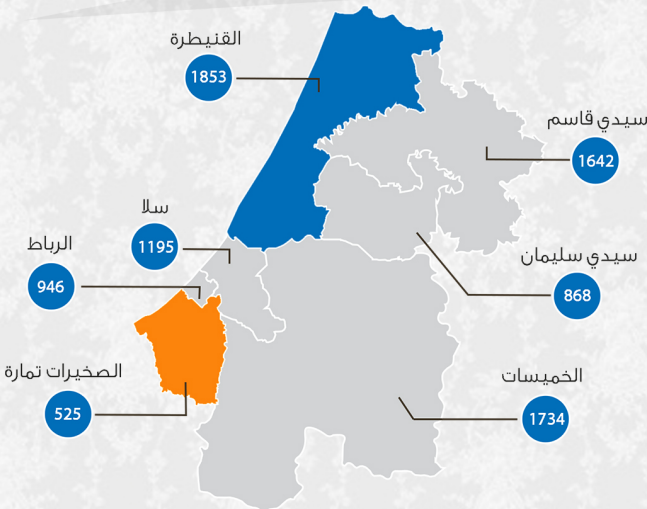 القنيطرة
1853
سيدي قاسم
1642
سلا
1195
الرباط
946
سيدي سليمان
868
الصخيرات تمارة
525
الخميسات
1734